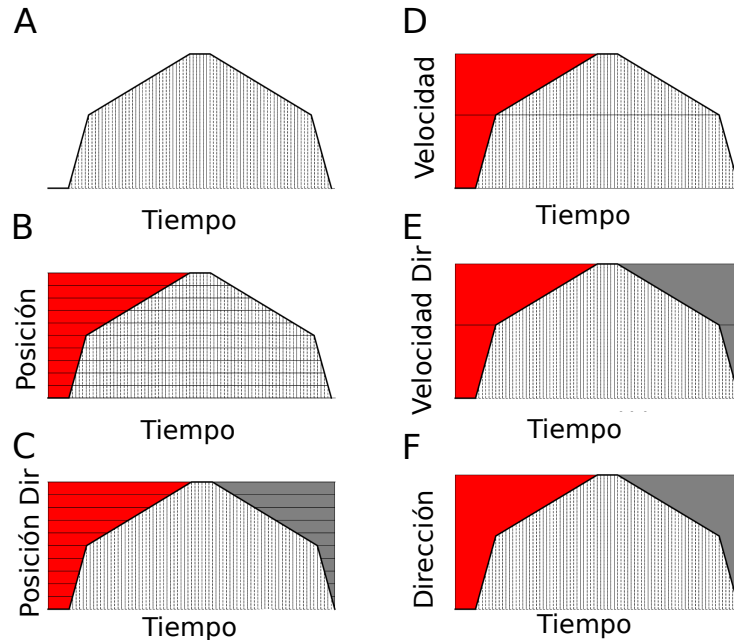 A
Tiempo
B
Posición
Tiempo
C
Posición Dir
Tiempo
D
Velocidad
Tiempo
E
Velocidad Dir
Tiempo
F
Dirección
Tiempo